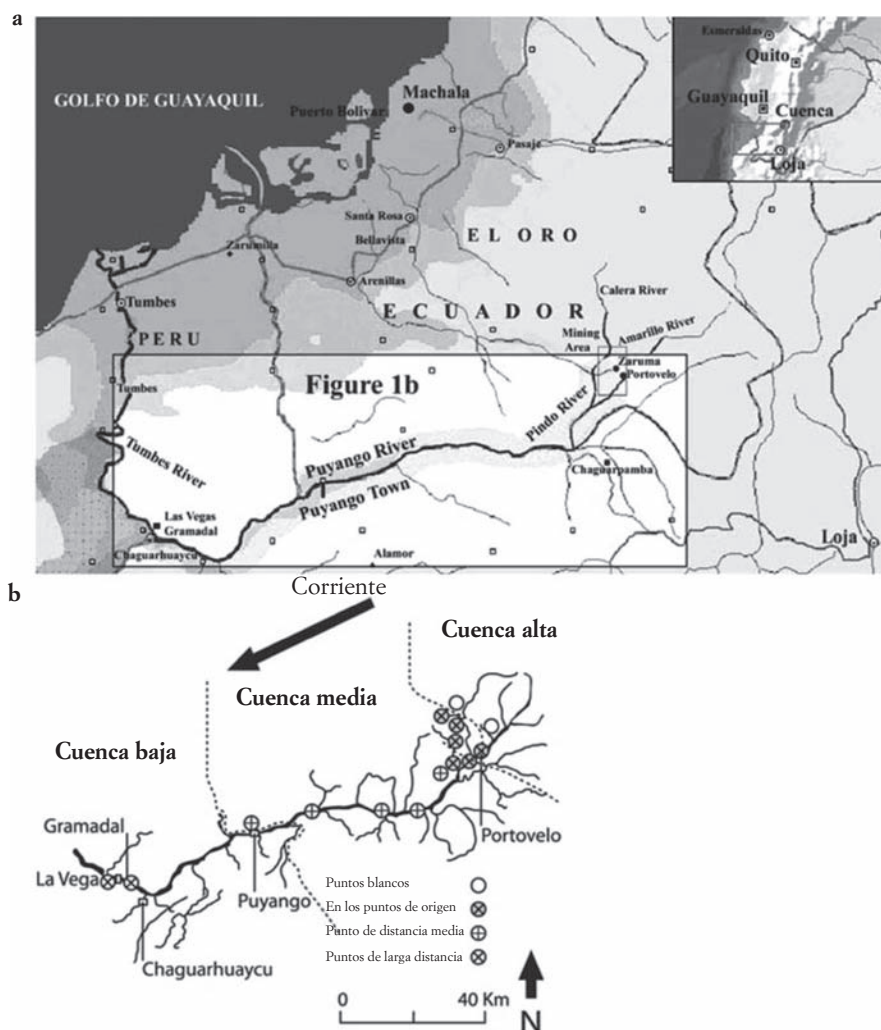 a
Esmeraldas
Quito
Guayaquil
Cuenca
Loja
GOLFO DE GUAYAQUIL
Machala
Puerto Bolivar
Pasaje
Santa Rosa
Bellavista
EL ORO
Zarumilla
Arenillas
ECUADOR
Calera River
Tumbes
PERU
Mining
Area
Amarillo River
Zaruma
Portovelo
Figure 1b
Tumbes
Pindo River
Tumbes River
Puyango River
Puyango Town
Chaguarpamba
Las Vegas
Gramadal
Chaguarhuaycu
Alamor
Loja
b
Corriente
Cuenca alta
Cuenca media
Cuenca baja
Gramadal
La Vega
Portovelo
Puyango
Chaguarhuaycu
Puntos blancos
En los puntos de origen
Punto de distancia media
Puntos de larga distancia
0 40 Km
N